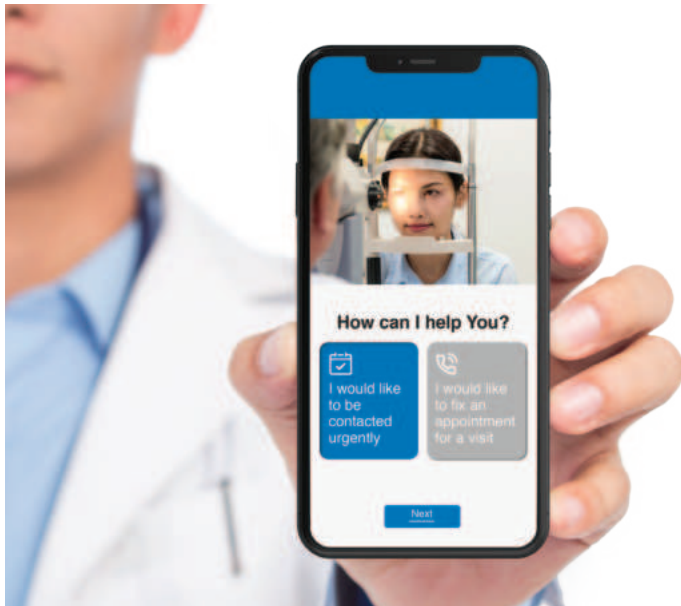 How can I help You?
I would like
to be
contacted
urgently
I would like
to fix an
appointment
for a visit
Next